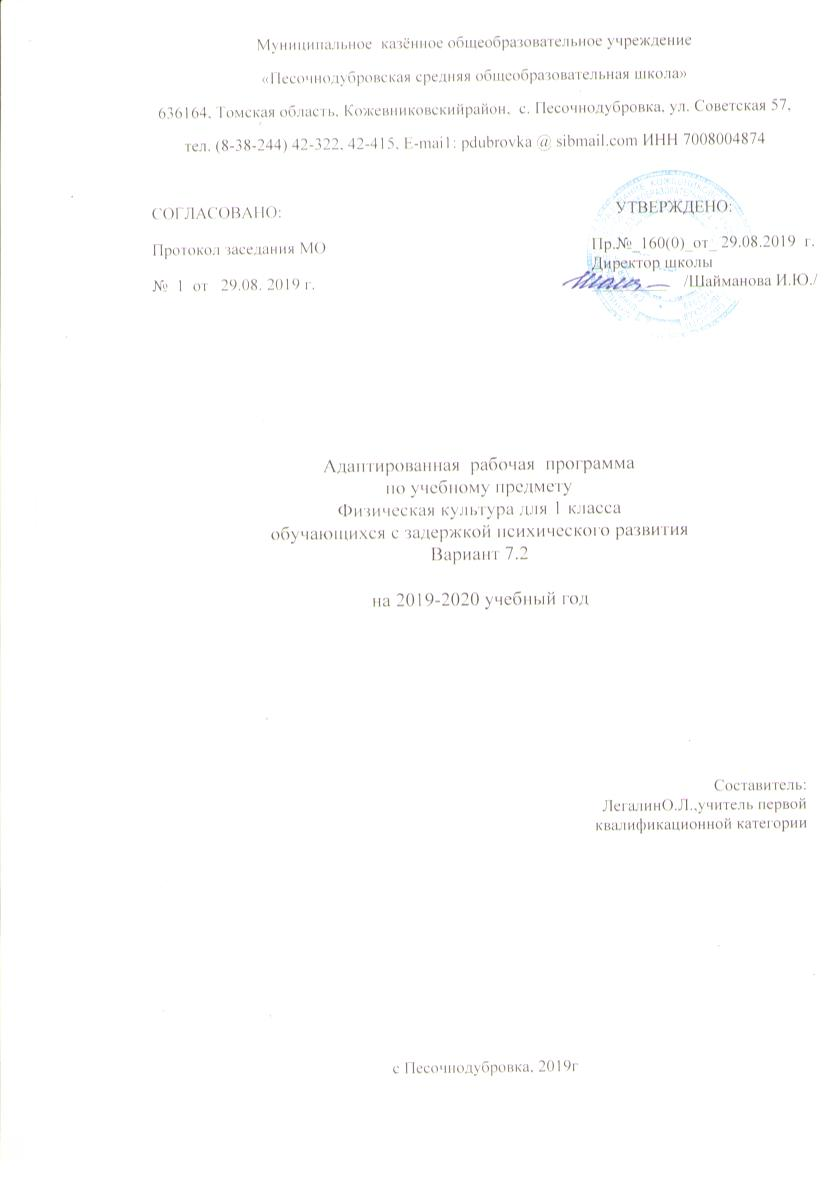 Муниципальное казённое общеобразовательное учреждение
«Песочнодубровская средняя общеобразовательная школа»
636164, Томская область, Кожевниковскийрайон, с. Песочнодубровка, ул. Советская 57,
тел. (8-38-244) 42-322, 42-415, E-mai1: pdubrovka @ sibmail.com ИНН 7008004874
СОГЛАСОВАНО:
Протокол заседания МО
№ 1 от 29.08. 2019 г.
УТВЕРЖДЕНО:
Пр.№_160(0)_от_ 29.08.2019 г.
Директор школы
/Шайманова И.Ю./
Адаптированная рабочая программа
по учебному предмету
Физическая культура для 1 класса
обучающихся с задержкой психического развития
Вариант 7.2
на 2019-2020 учебный год
Составитель:
ЛегалинО.Л.,учитель первой
квалификационной категории
с Песочнодубровка, 2019г